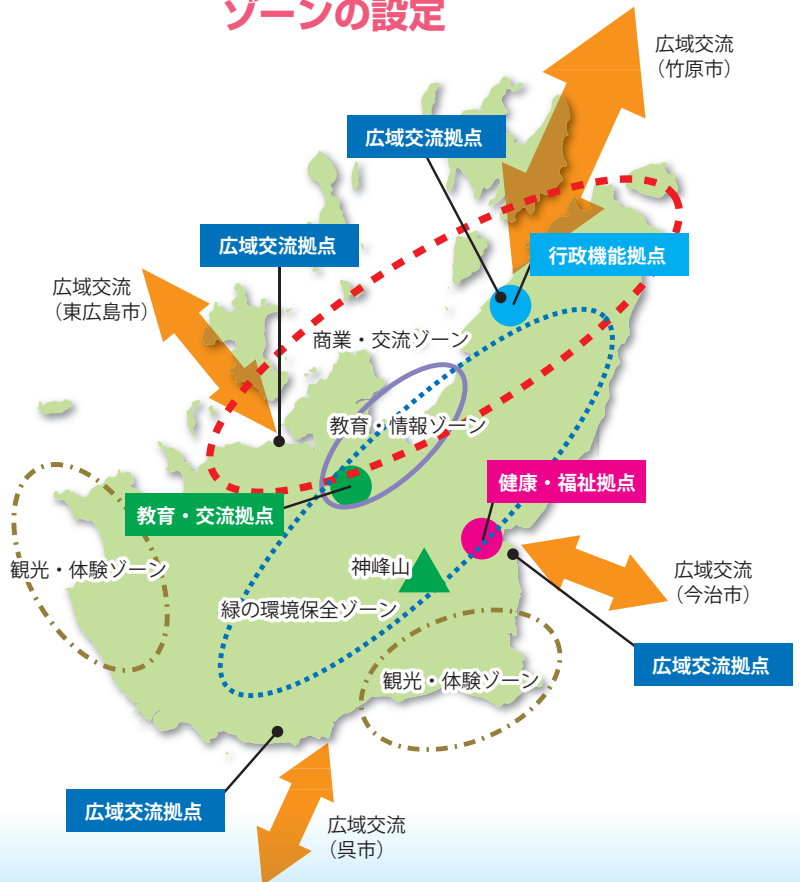 ゾーンの設定
広域交流
（竹原市）
広域交流拠点
広域交流拠点
行政機能拠点
広域交流
（東広島市）
商業・交流ゾーン
教育・情報ゾーン
健康・福祉拠点
教育・交流拠点
観光・体験ゾーン
神峰山
広域交流
（今治市）
緑の環境保全ゾーン
広域交流拠点
観光・体験ゾーン
広域交流拠点
広域交流
（呉市）